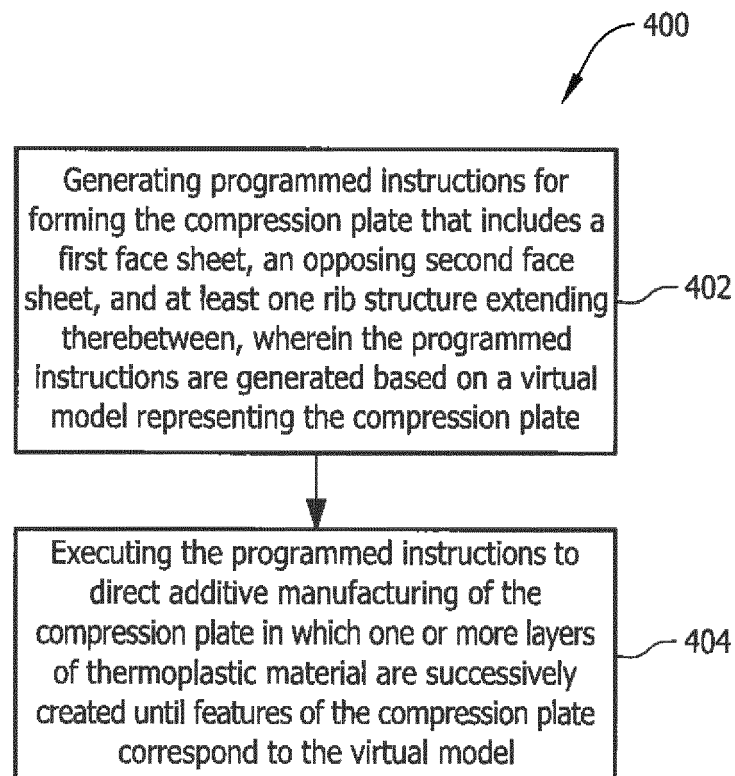 400
Generating programmed instructions for
forming the compression plate that includes a
first face sheet, an opposing second face
sheet, and at least one rib structure extending
therebetween, wherein the programmed
instructions are generated based on a virtual
model representing the compression plate
402
Executing the programmed instructions to
direct additive manufacturing of the
compression plate in which one or more layers
of thermoplastic material are successively
created until features of the compression plate
correspond to the virtual model
404